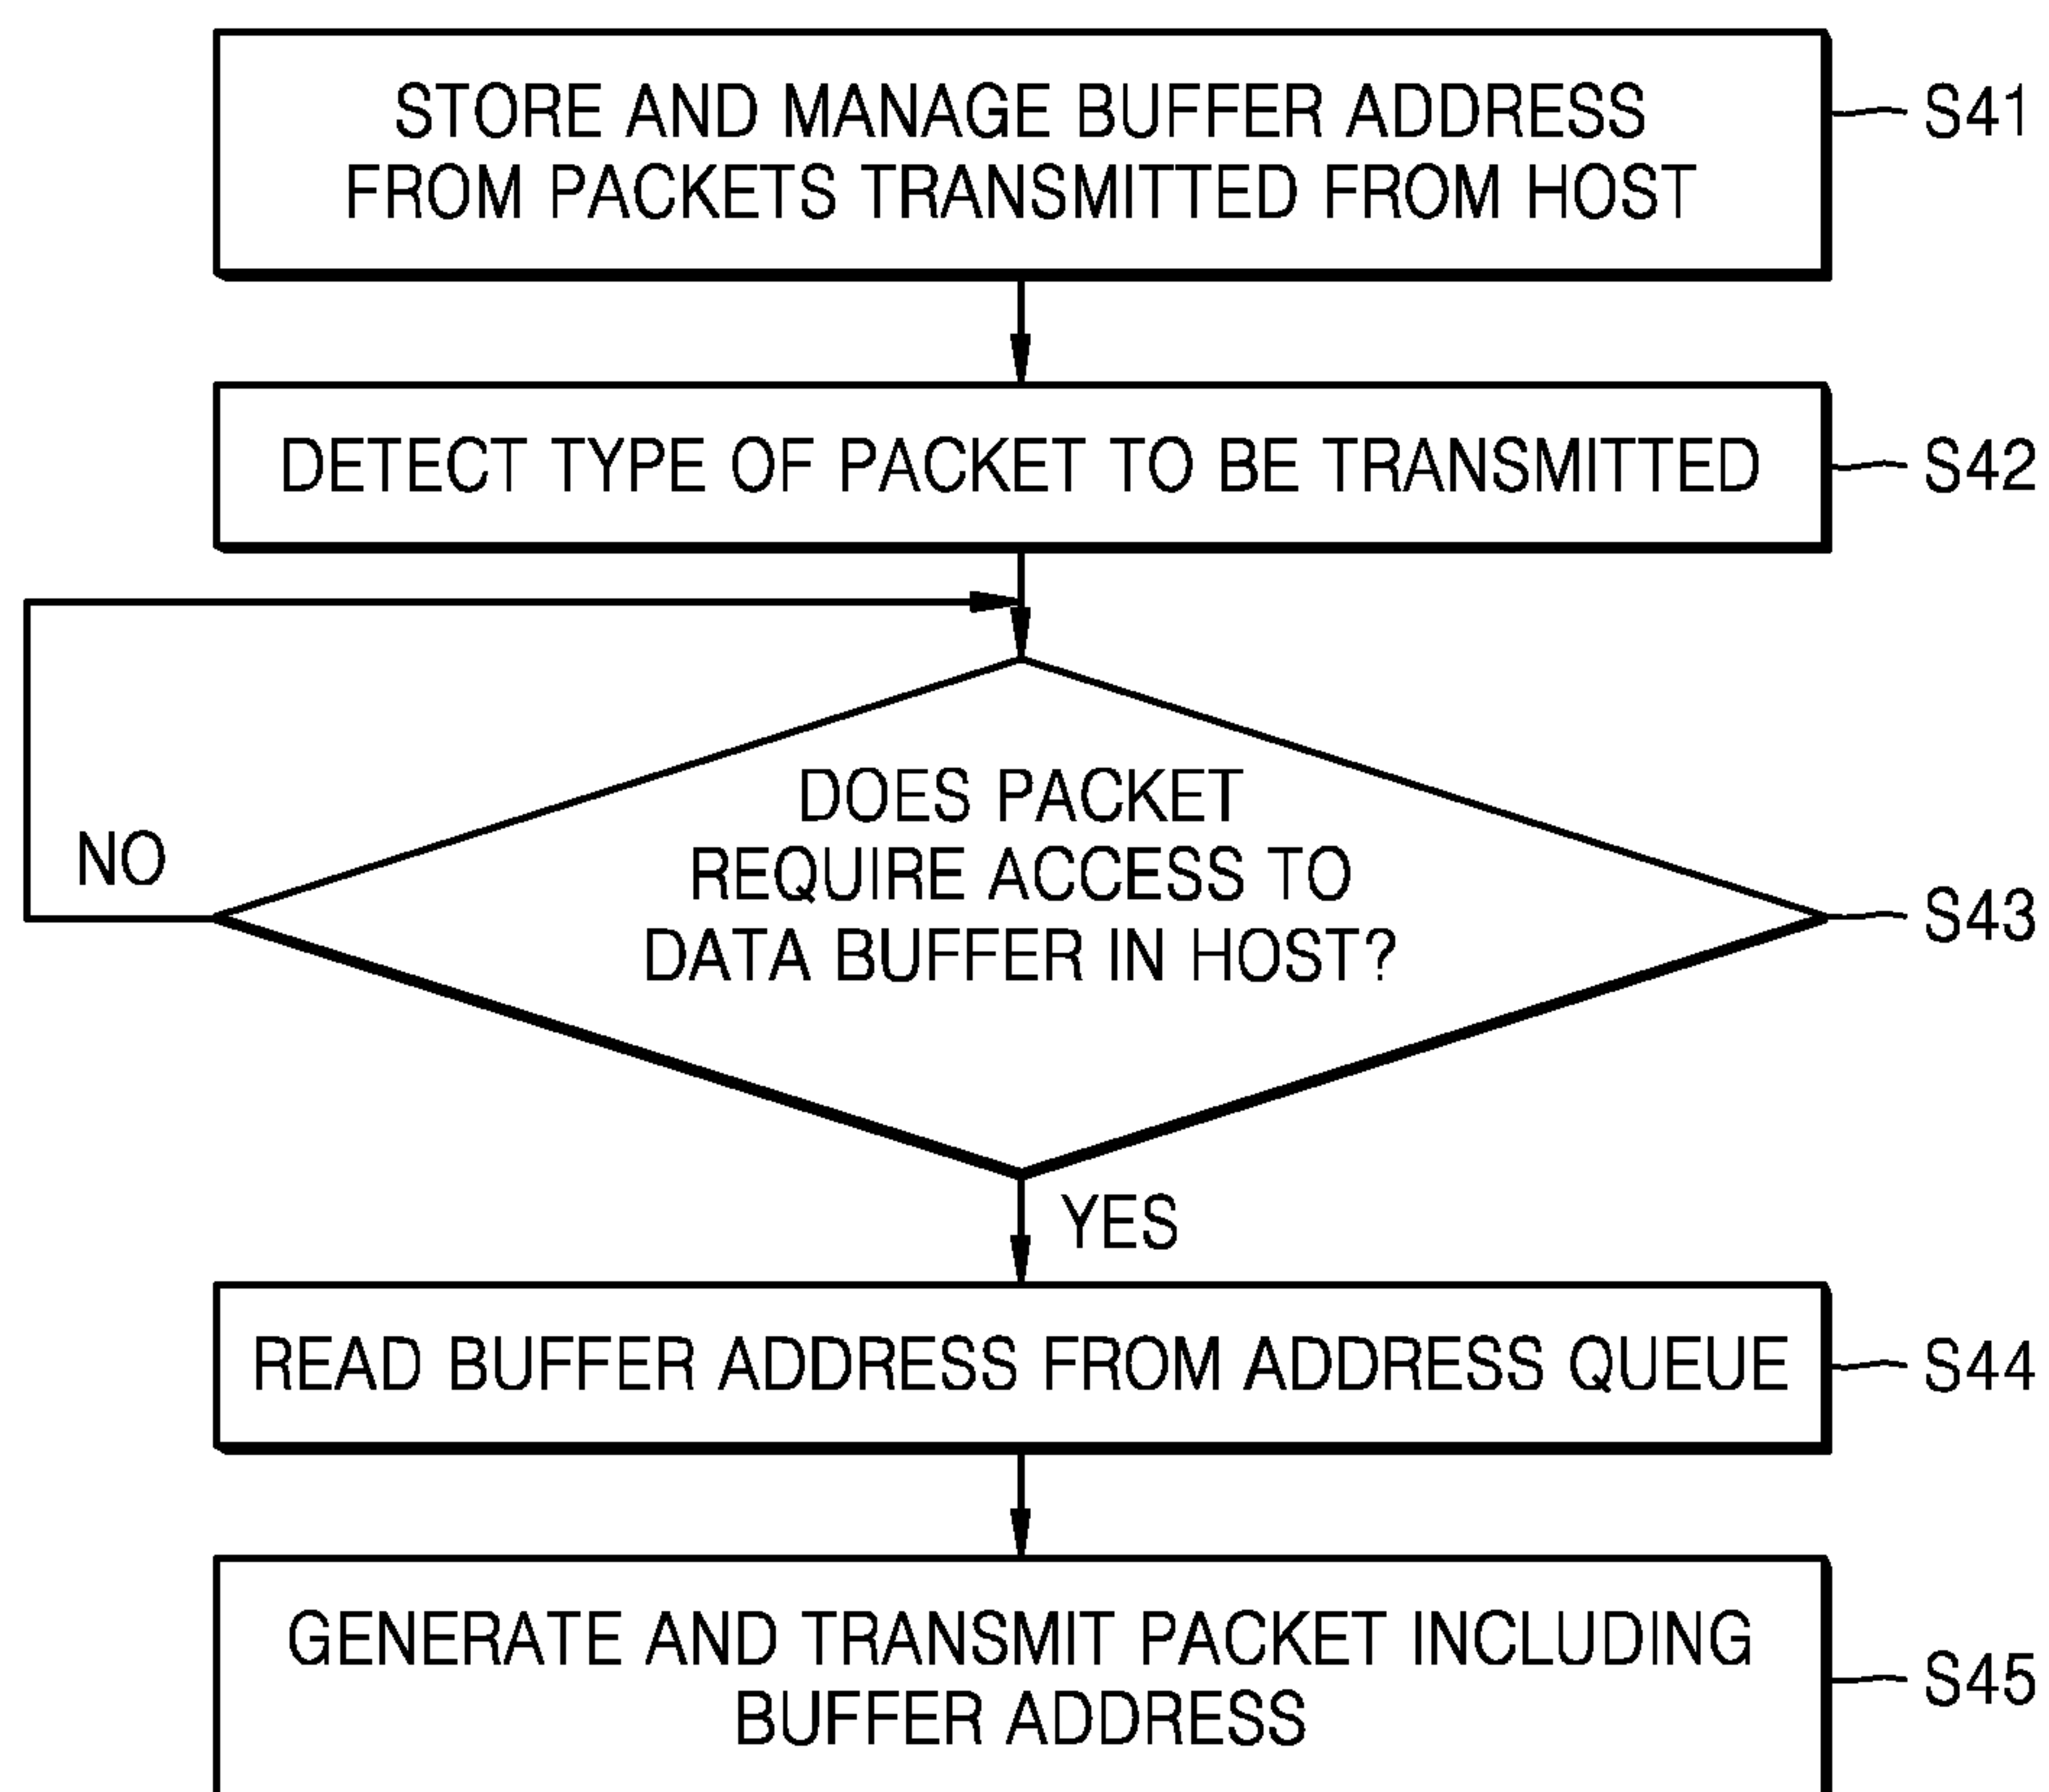 STORE AND MANAGE BUFFER ADDRESS
FROM PACKETS TRANSMITTED FROM HOST
S41
DETECT TYPE OF PACKET TO BE TRANSMITTED
S42
DOES PACKET
REQUIRE ACCESS TO
DATA BUFFER IN HOST?
NO
S43
YES
READ BUFFER ADDRESS FROM ADDRESS QUEUE
S44
GENERATE AND TRANSMIT PACKET INCLUDING
BUFFER ADDRESS
S45